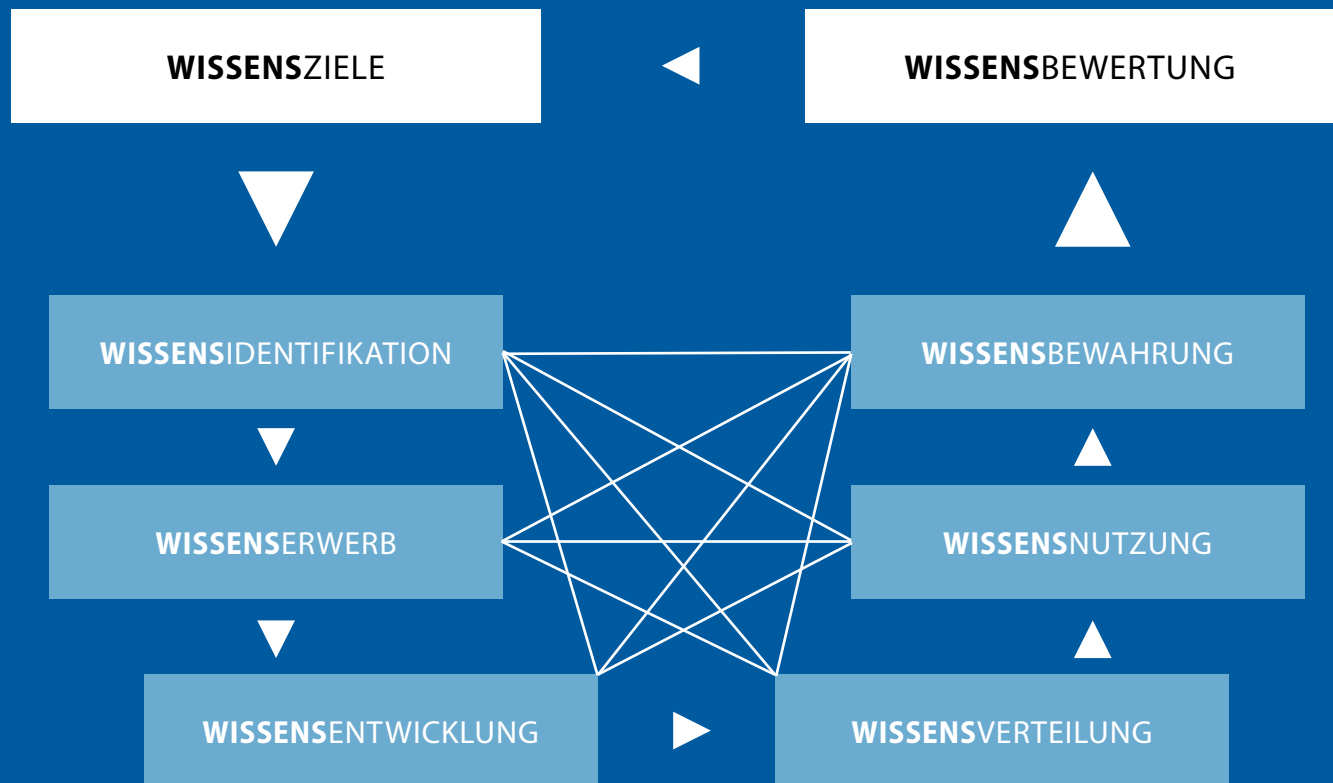 WISSENSZIELE
WISSENSBEWERTUNG
WISSENSIDENTIFIKATION
WISSENSBEWAHRUNG
WISSENSERWERB
WISSENSNUTZUNG
WISSENSENTWICKLUNG
WISSENSVERTEILUNG